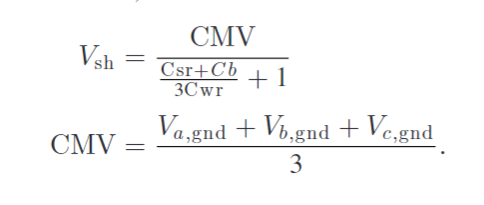 V_sh = CMV / ((Csr+Cb)/(3Cwr) + 1)
CMV = (V_a,gnd + V_b,gnd + V_c,gnd) / 3 .